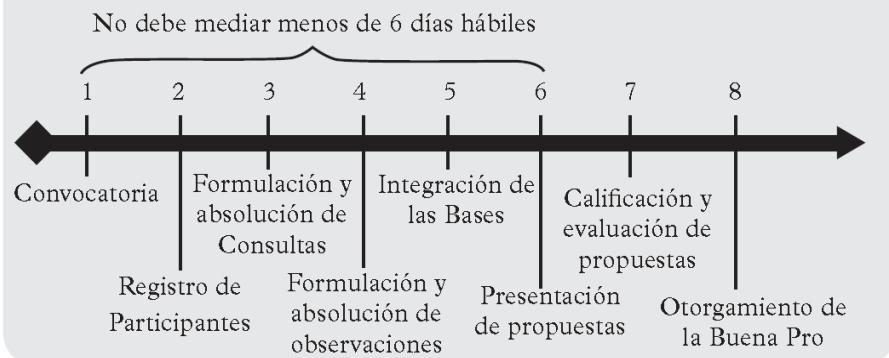 No debe mediar menos de 6 días hábiles
1 2 3 4 5 6 7 8
Convocatoria
Registro de
Participantes
Formulación y
absolución de
Consultas
Formulación y
absolución de
observaciones
Integración de
las Bases
Presentación
de propuestas
Calificación y
evaluación de
propuestas
Otorgamiento de
la Buena Pro